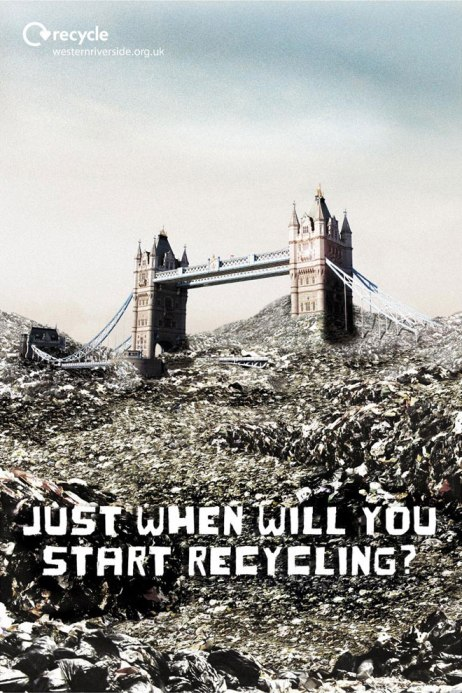 recycle
westernriverside.org.uk
JUST WHEN WILL YOU
START RECYCLING?